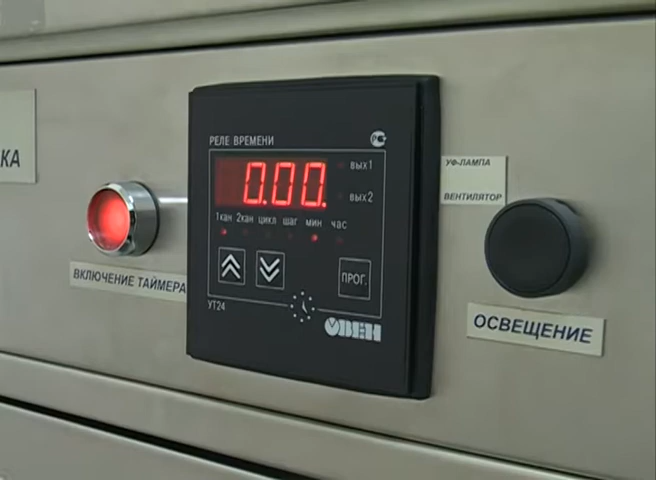 КА
РЕЛЕ ВРЕМЕНИ
0.00.
ВЫХ1
ВЫХ2
1КАН 2КАН ЦИКЛ ШАГ МИН ЧАС
ПРОГ.
УТ24
ОВЕН
ВКЛЮЧЕНИЕ ТАЙМЕРА
УФ-ЛАМПА
ВЕНТИЛЯТОР
ОСВЕЩЕНИЕ